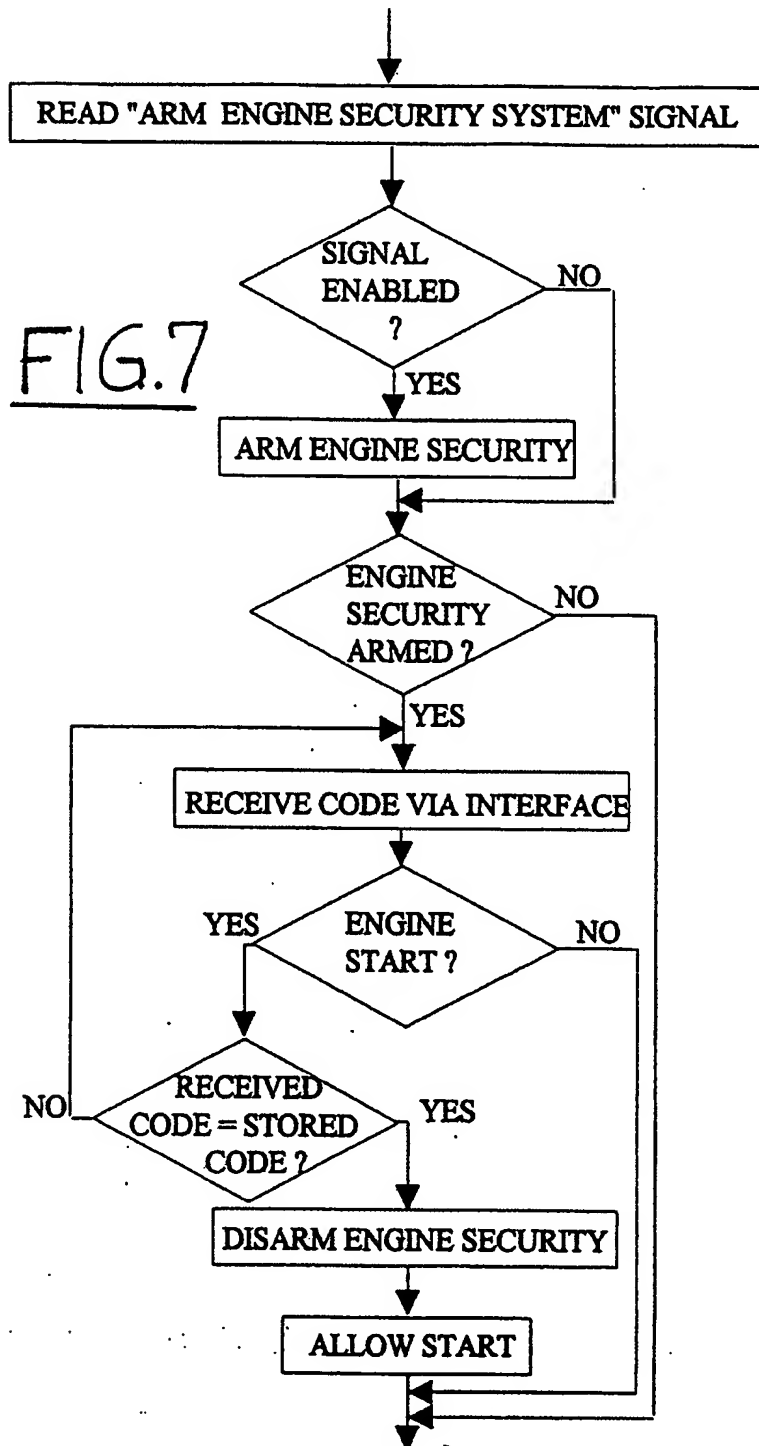 READ "ARM ENGINE SECURITY SYSTEM" SIGNAL
SIGNAL
ENABLED
?
NO
FIG.7
YES
ARM ENGINE SECURITY
ENGINE
SECURITY
ARMED ?
NO
YES
RECEIVE CODE VIA INTERFACE
YES
ENGINE
START ?
NO
RECEIVED
CODE = STORED
CODE ?
NO
YES
DISARM ENGINE SECURITY
ALLOW START